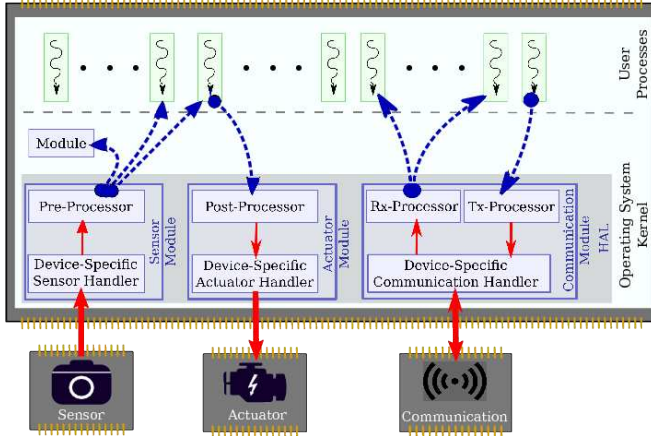 User
Processes
Module
Pre-Processor
Device-Specific
Sensor Handler
Sensor
Module
Post-Processor
Device-Specific
Actuator Handler
Actuator
Module
Rx-Processor
Tx-Processor
Device-Specific
Communication Handler
Communication
Module
HAL
Operating System
Kernel
Sensor
Actuator
Communication